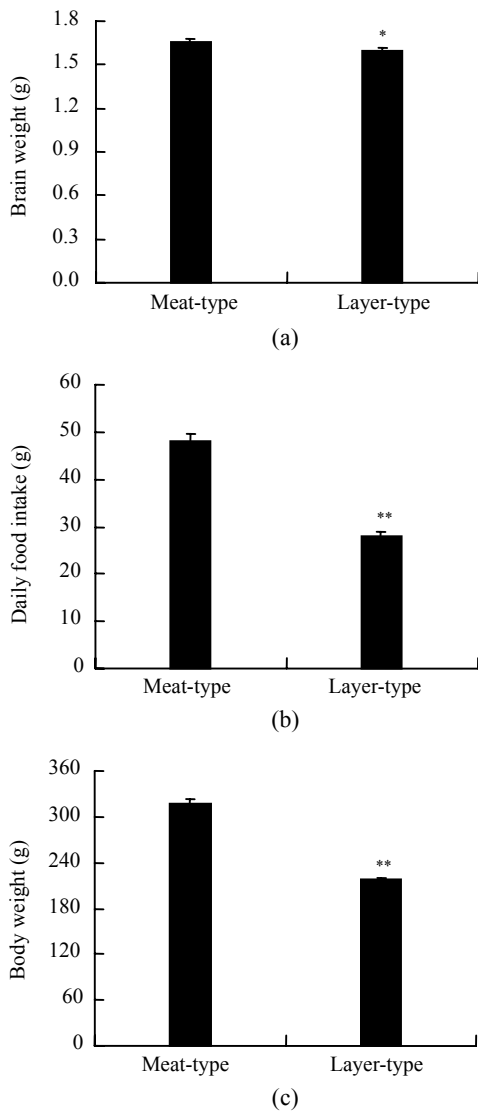 1.8
1.5
1.2
0.9
0.6
0.3
0.0
Brain weight (g)
*
Meat-type Layer-type
(a)
60
50
40
30
20
10
0
Daily food intake (g)
**
Meat-type Layer-type
(b)
360
300
240
180
120
60
0
Body weight (g)
**
Meat-type Layer-type
(c)